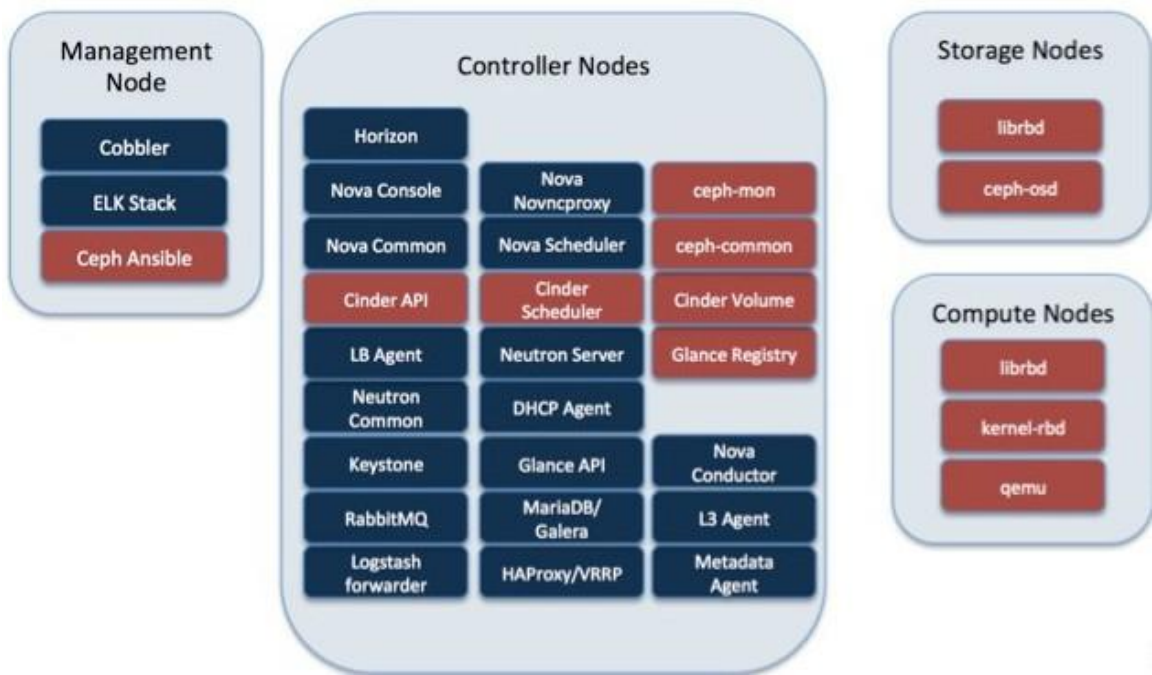 Management
Node
Cobbler
ELK Stack
Ceph Ansible
Controller Nodes
Horizon
Nova Console
Nova
Novncproxy
ceph-mon
Nova Common
Nova Scheduler
ceph-common
Cinder API
Cinder
Scheduler
Cinder Volume
LB Agent
Neutron Server
Glance Registry
Neutron
Common
DHCP Agent
Keystone
Glance API
Nova
Conductor
RabbitMQ
MariaDB/
Galera
L3 Agent
Logstash
forwarder
HAProxy/VRRP
Metadata
Agent
Storage Nodes
librbd
ceph-osd
Compute Nodes
librbd
kernel-rbd
qemu